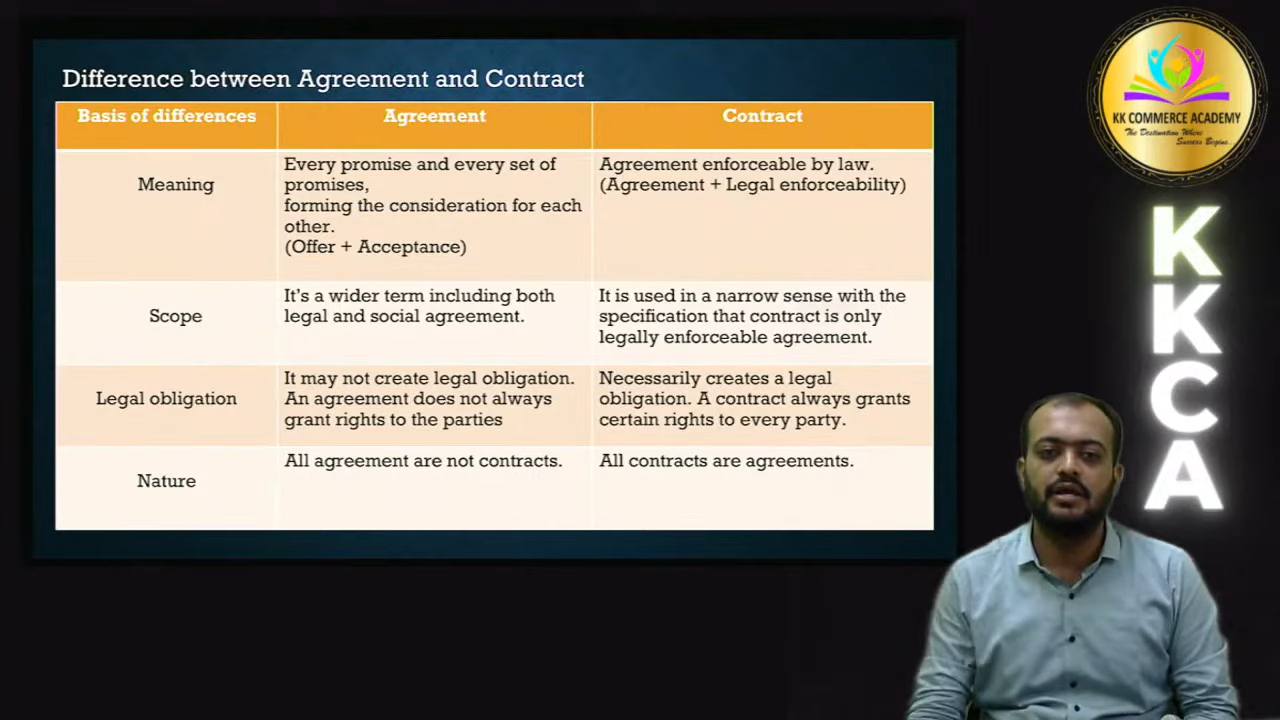 Difference between Agreement and Contract
Basis of differences
Agreement
Contract
Meaning
Every promise and every set of
promises,
forming the consideration for each
other.
(Offer + Acceptance)
Agreement enforceable by law.
(Agreement + Legal enforceability)
Scope
It's a wider term including both
legal and social agreement.
It is used in a narrow sense with the
specification that contract is only
legally enforceable agreement.
Legal obligation
It may not create legal obligation.
An agreement does not always
grant rights to the parties
Necessarily creates a legal
obligation. A contract always grants
certain rights to every party.
Nature
All agreement are not contracts.
All contracts are agreements.
KK COMMERCE ACADEMY
The Destination Where
Success Begins..
K
K
C
A